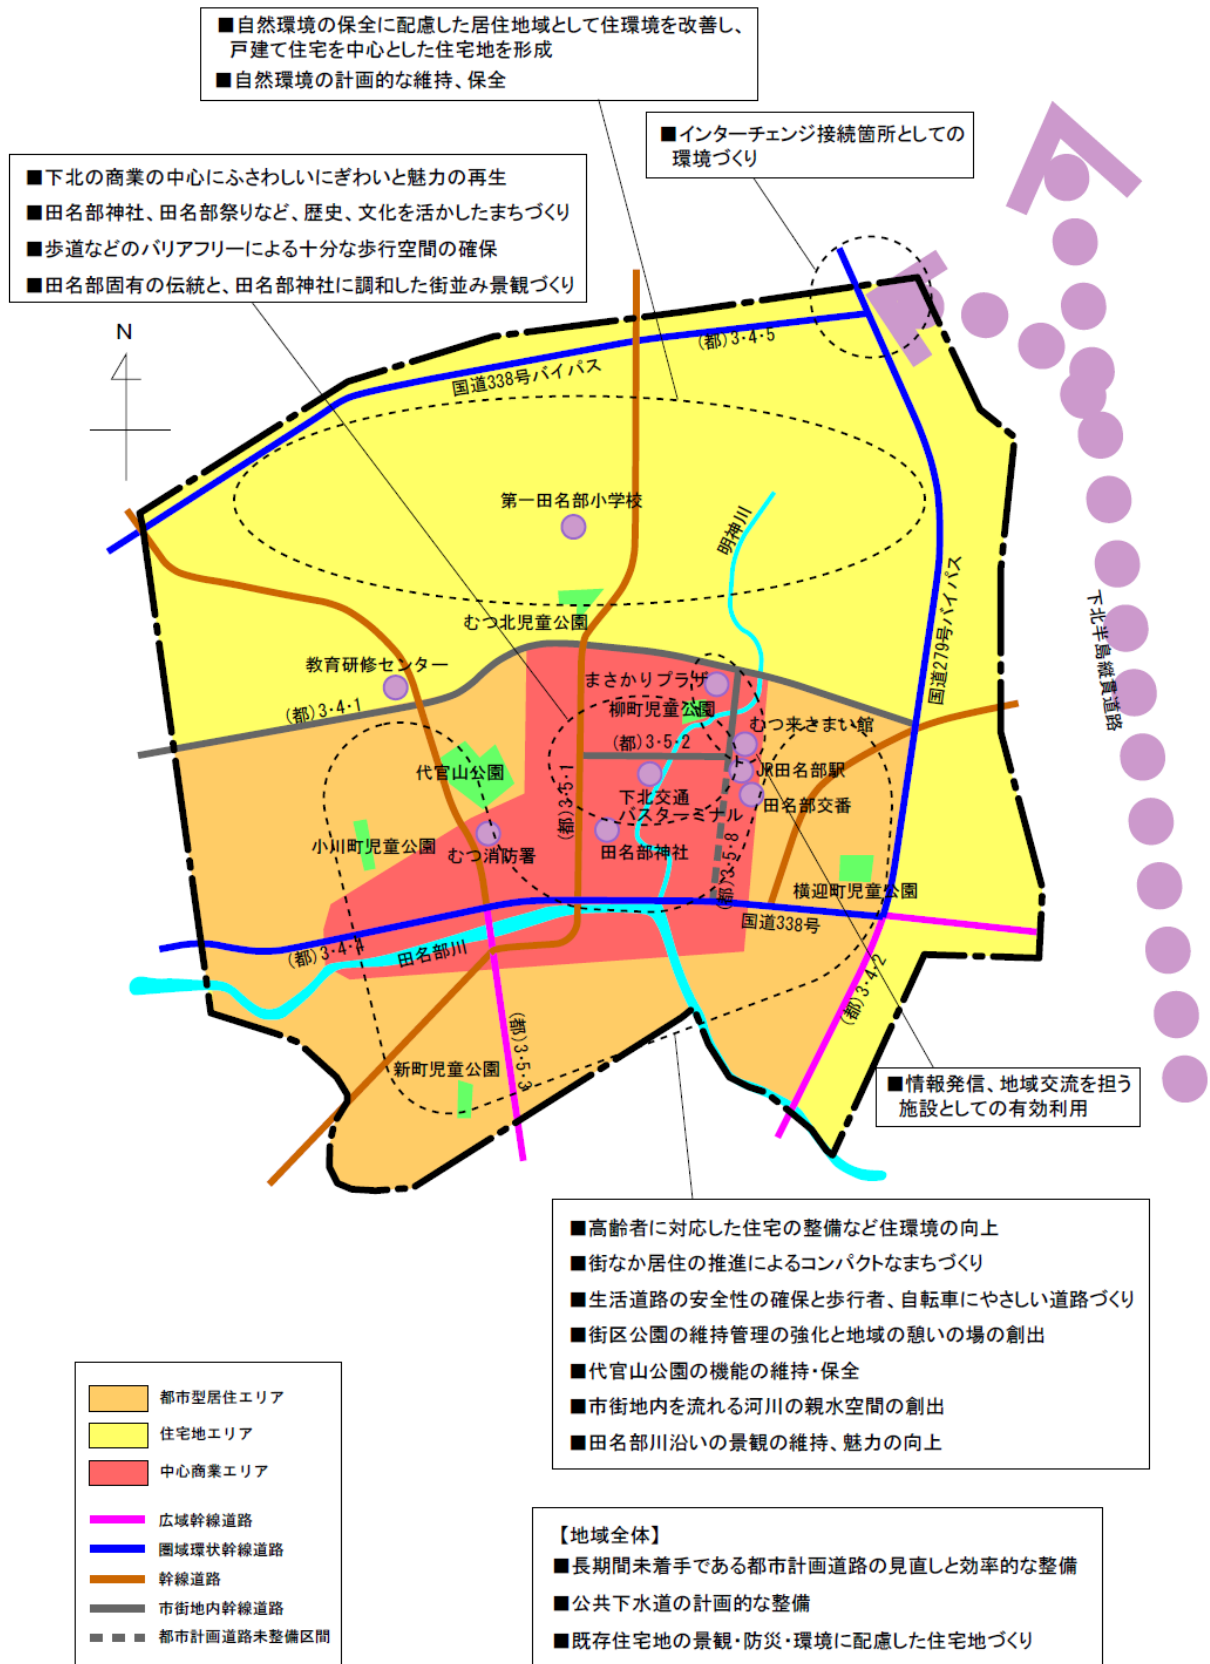 ■自然環境の保全に配慮した居住地域として住環境を改善し、
戸建て住宅を中心とした住宅地を形成
■自然環境の計画的な維持、保全
■インターチェンジ接続箇所としての
環境づくり
■下北の商業の中心にふさわしいにぎわいと魅力の再生
■田名部神社、田名部祭りなど、歴史、文化を活かしたまちづくり
■歩道などのバリアフリーによる十分な歩行空間の確保
■田名部固有の伝統と、田名部神社に調和した街並み景観づくり
N
(都)3・4・5
国道338号バイパス
第一田名部小学校
明神川
国道279号バイパス
下北半島縦貫道路
むつ北児童公園
教育研修センター
まさかりプラザ
(都)3・4・1
柳町児童公園
むつ来さまい館
(都)3・5・2
代官山公園
JR田名部駅
下北交通
バスターミナル
田名部交番
(都)3・5・1
小川町児童公園
むつ消防署
田名部神社
(都)3・5・8
横迎町児童公園
国道338号
(都)3・4・4
田名部川
(都)3・4・2
(都)3・5・3
新町児童公園
■情報発信、地域交流を担う
施設としての有効利用
■高齢者に対応した住宅の整備など住環境の向上
■街なか居住の推進によるコンパクトなまちづくり
■生活道路の安全性の確保と歩行者、自転車にやさしい道路づくり
■街区公園の維持管理の強化と地域の憩いの場の創出
■代官山公園の機能の維持・保全
■市街地内を流れる河川の親水空間の創出
■田名部川沿いの景観の維持、魅力の向上
都市型居住エリア
住宅地エリア
中心商業エリア
広域幹線道路
圏域環状幹線道路
幹線道路
市街地内幹線道路
都市計画道路未整備区間
【地域全体】
■長期間未着手である都市計画道路の見直しと効率的な整備
■公共下水道の計画的な整備
■既存住宅地の景観・防災・環境に配慮した住宅地づくり